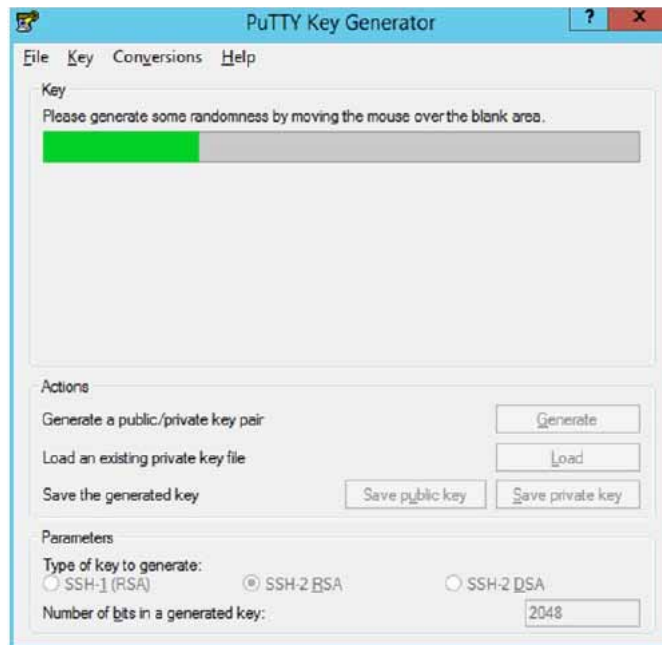 PuTTY Key Generator
? x
File Key Conversions Help
Key
Please generate some randomness by moving the mouse over the blank area.
Actions
Generate a public/private key pair
Generate
Load an existing private key file
Load
Save the generated key
Save public key
Save private key
Parameters
Type of key to generate:
SSH-1 (RSA) SSH-2 RSA SSH-2 DSA
Number of bits in a generated key:
2048